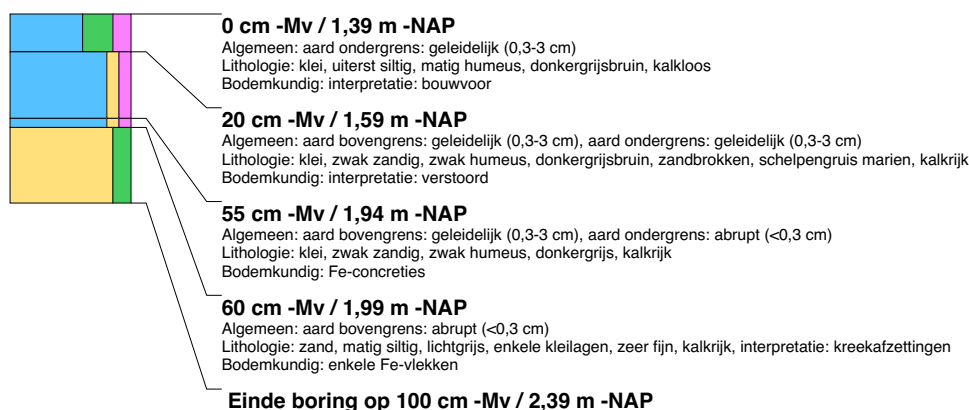 0 cm -Mv / 1,39 m -NAP
Algemeen: aard ondergrens: geleidelijk (0,3-3 cm)
Lithologie: klei, uiterst siltig, matig humeus, donkergrijsbruin, kalkloos
Bodemkundig: interpretatie: bouwvoor
20 cm -Mv / 1,59 m -NAP
Algemeen: aard bovengrens: geleidelijk (0,3-3 cm), aard ondergrens: geleidelijk (0,3-3 cm)
Lithologie: klei, zwak zandig, zwak humeus, donkergrijsbruin, zandbrokken, schelpengruis marien, kalkrijk
Bodemkundig: interpretatie: verstoord
55 cm -Mv / 1,94 m -NAP
Algemeen: aard bovengrens: geleidelijk (0,3-3 cm), aard ondergrens: abrupt (<0,3 cm)
Lithologie: klei, zwak zandig, zwak humeus, donkergrijs, kalkrijk
Bodemkundig: Fe-concreties
60 cm -Mv / 1,99 m -NAP
Algemeen: aard bovengrens: abrupt (<0,3 cm)
Lithologie: zand, matig siltig, lichtgrijs, enkele kleilagen, zeer fijn, kalkrijk, interpretatie: kreekafzettingen
Bodemkundig: enkele Fe-vlekken
Einde boring op 100 cm -Mv / 2,39 m -NAP